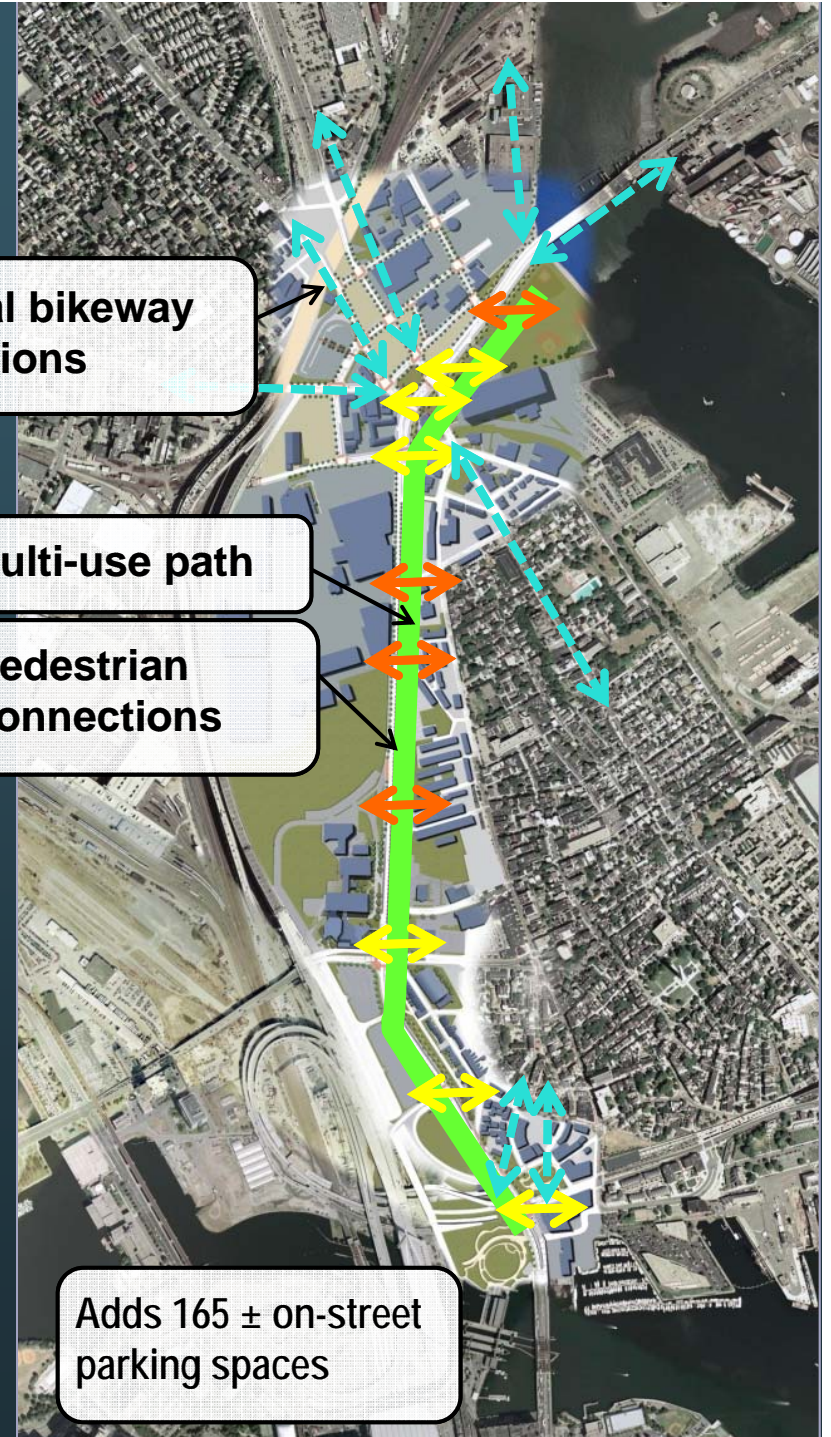 al bikeway
ions
ulti-use path
edestrian
onnections
Adds 165 ± on-street
parking spaces